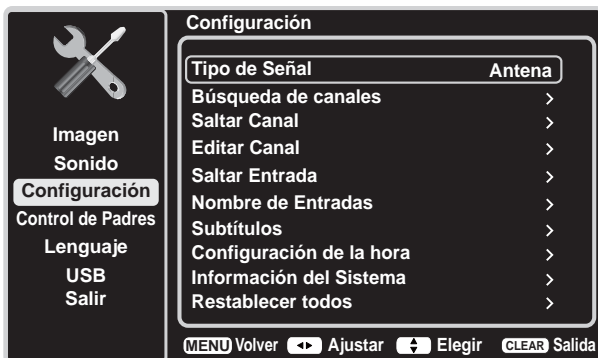 Configuración
Tipo de Señal Antena
Búsqueda de canales >
Saltar Canal >
Editar Canal >
Saltar Entrada >
Nombre de Entradas >
Subtítulos >
Configuración de la hora >
Información del Sistema >
Restablecer todos >
Imagen
Sonido
Configuración
Control de Padres
Lenguaje
USB
Salir
MENU Volver Ajustar Elegir CLEAR Salida